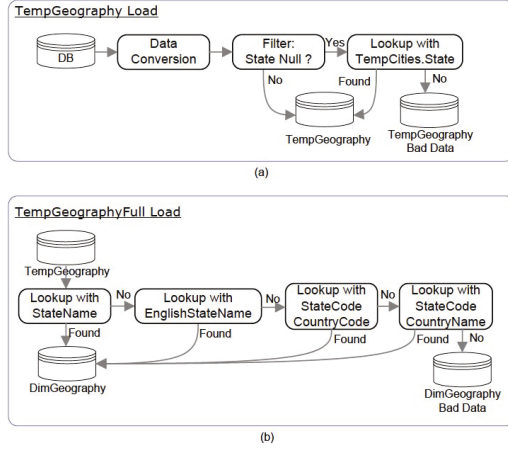 TempGeography Load
DB
Data
Conversion
Filter:
State Null ?
Yes
Lookup with
TempCities.State
No
Found
No
TempGeography
TempGeography
Bad Data
(a)
TempGeographyFull Load
TempGeography
Lookup with
StateName
No
Lookup with
EnglishStateName
No
Lookup with
StateCode
CountryCode
No
Lookup with
StateCode
CountryName
Found
Found
Found
Found
No
DimGeography
DimGeography
Bad Data
(b)